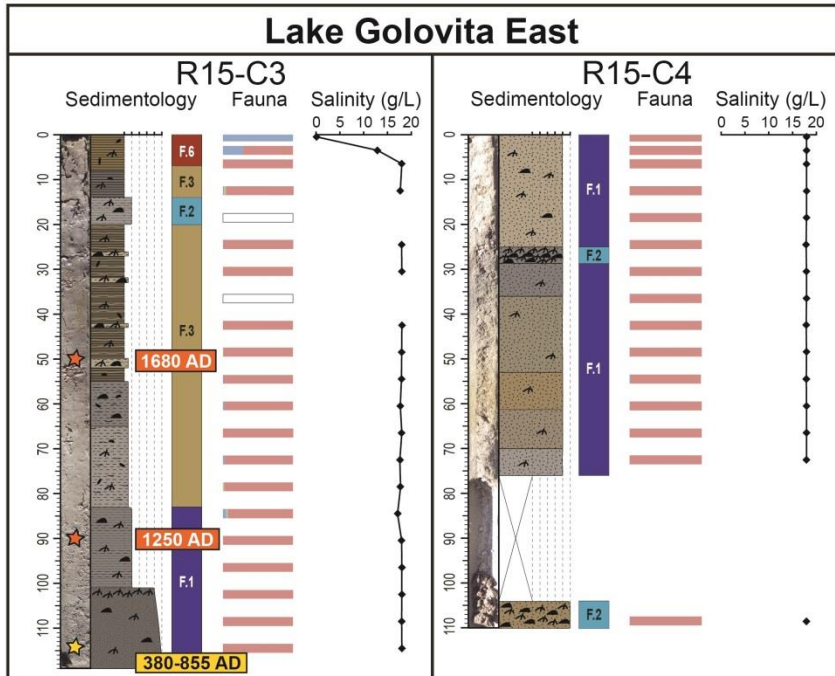 Lake Golovita East
R15-C3
Sedimentology Fauna Salinity (g/L)
0 5 10 15 20
0
10
20
30
40
50
60
70
80
90
100
110
F.6
F.3
F.2
F.3
F.1
1680 AD
1250 AD
380-855 AD
R15-C4
Sedimentology Fauna Salinity (g/L)
0 5 10 15 20
0
10
20
30
40
50
60
70
80
90
100
110
F.1
F.2
F.1
F.2